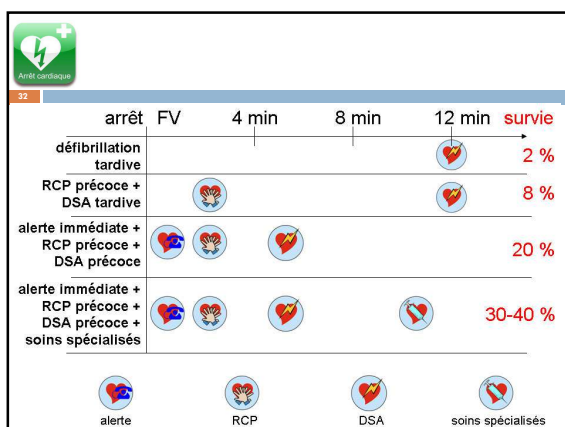 Arrêt cardiaque
32
arrêt FV 4 min 8 min 12 min survie
défibrillation
tardive
2 %
RCP précoce +
DSA tardive
8 %
alerte immédiate +
RCP précoce +
DSA précoce
20 %
alerte immédiate +
RCP précoce +
DSA précoce +
soins spécialisés
30-40 %
alerte RCP DSA soins spécialisés